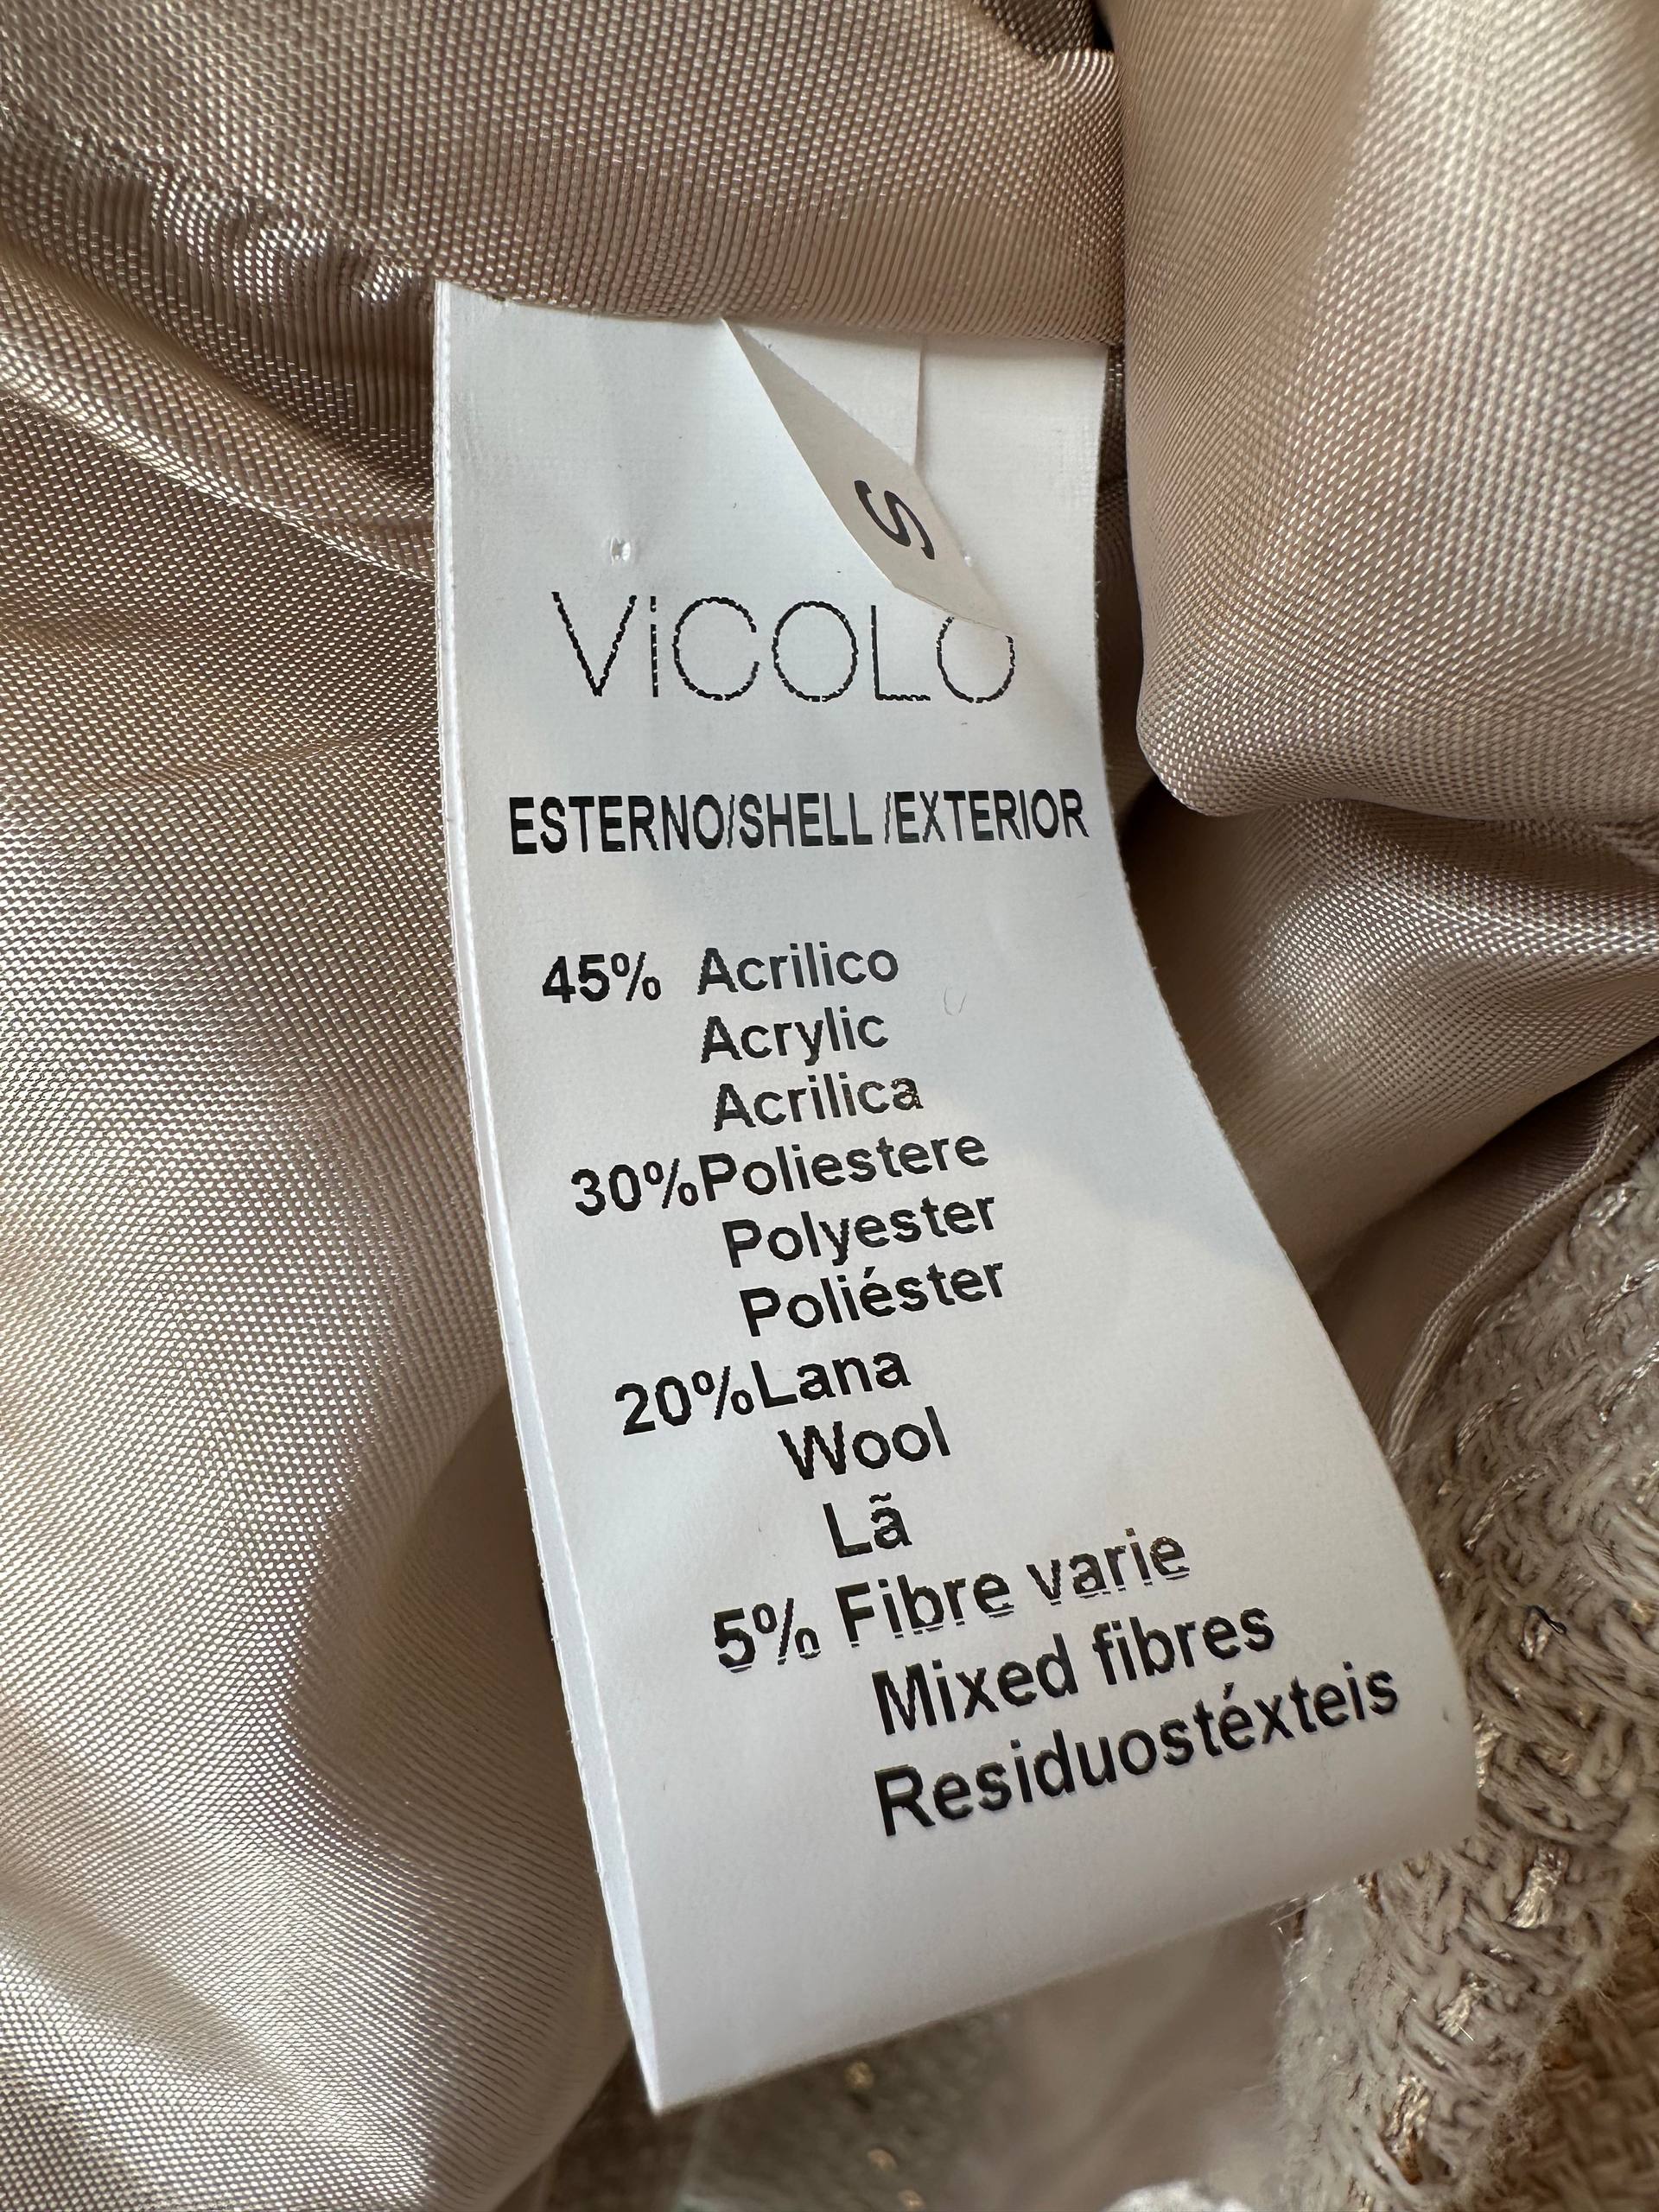 S
ViCOLO
ESTERNO/SHELL /EXTERIOR
45% Acrilico
Acrylic
Acrilica
30%Poliestere
Polyester
Poliéster
20%Lana
Wool
Lã
5% Fibre varie
Mixed fibres
Residuostéxteis